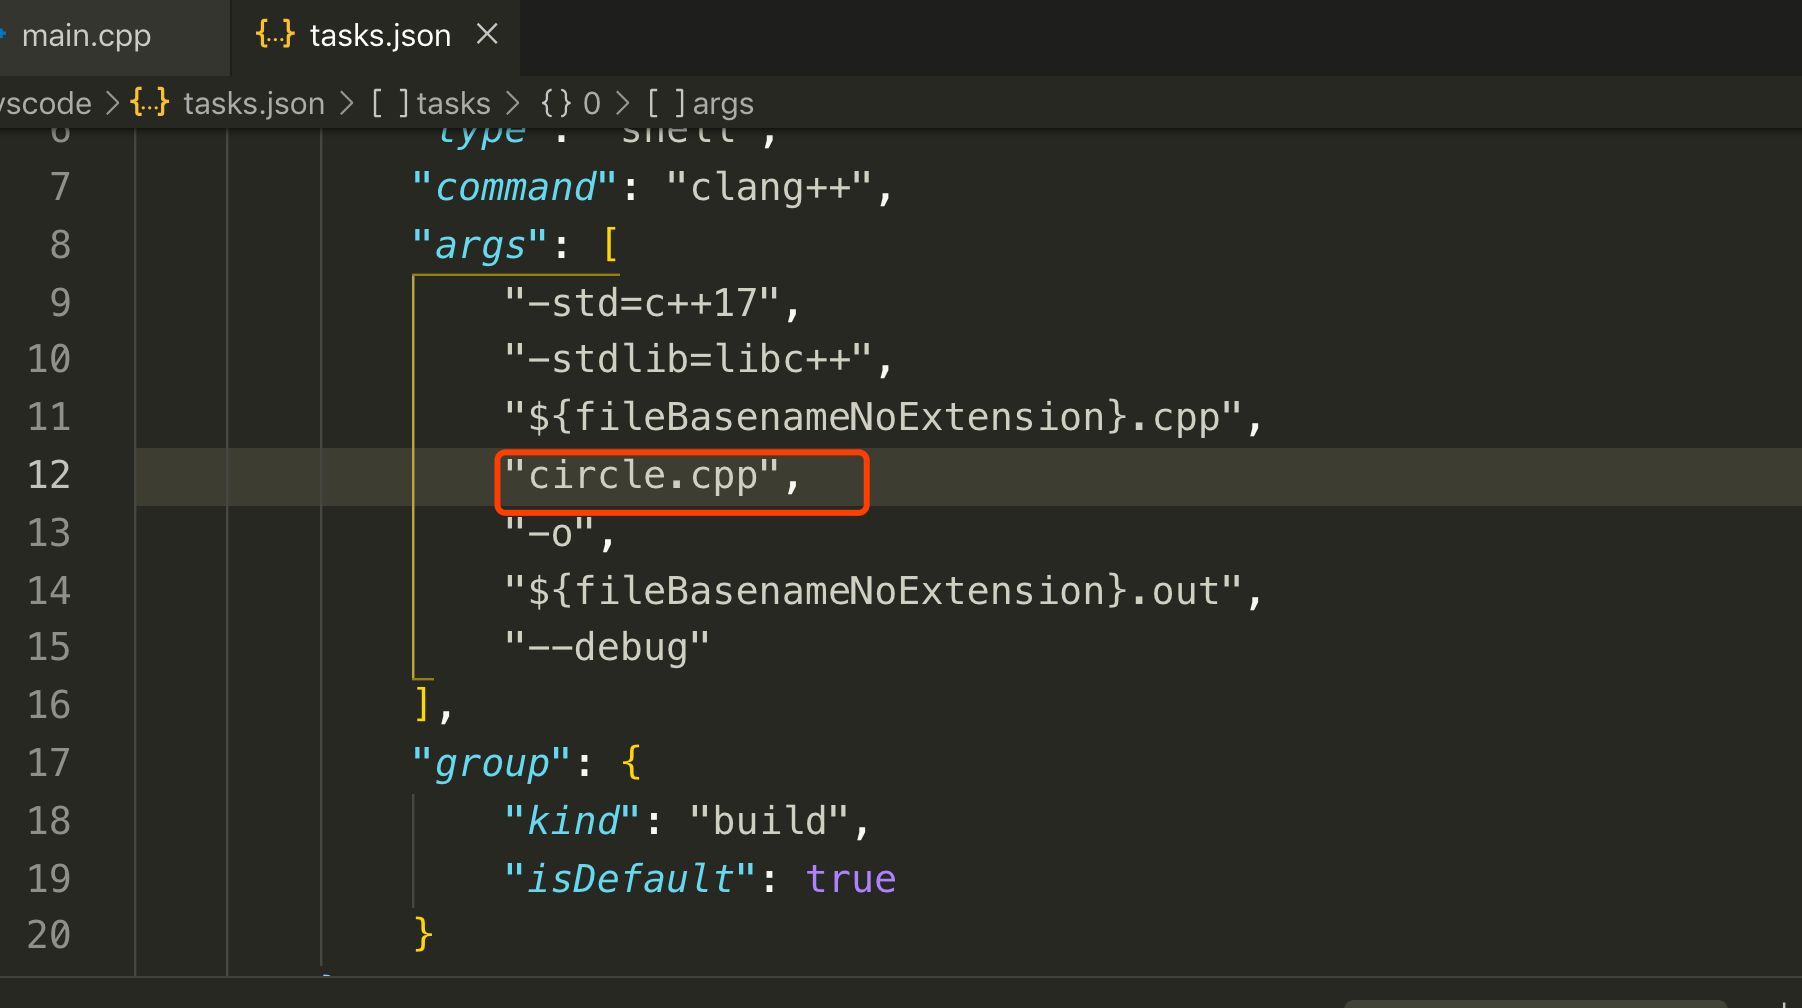 main.cpp
{..} tasks.json ×
vscode > {..} tasks.json > [ ] tasks > {} 0 > [ ] args
6 "type": "shell",
7 "command": "clang++",
8 "args": [
9 "-std=c++17",
10 "-stdlib=libc++",
11 "${fileBasenameNoExtension}.cpp",
12 "circle.cpp",
13 "-o",
14 "${fileBasenameNoExtension}.out",
15 "--debug"
16 ],
17 "group": {
18 "kind": "build",
19 "isDefault": true
20 }